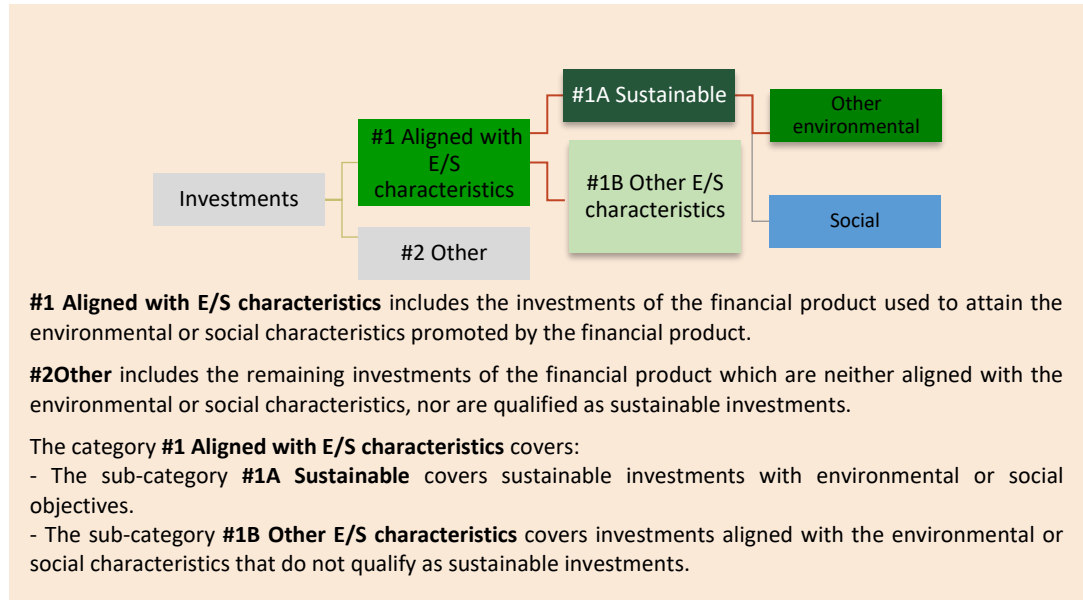 #1A Sustainable
Other
environmental
#1 Aligned with
E/S
characteristics
#1B Other E/S
characteristics
Investments
Social
#2 Other
#1 Aligned with E/S characteristics includes the investments of the financial product used to attain the
environmental or social characteristics promoted by the financial product.
#2Other includes the remaining investments of the financial product which are neither aligned with the
environmental or social characteristics, nor are qualified as sustainable investments.
The category #1 Aligned with E/S characteristics covers:
- The sub-category #1A Sustainable covers sustainable investments with environmental or social
objectives.
- The sub-category #1B Other E/S characteristics covers investments aligned with the environmental or
social characteristics that do not qualify as sustainable investments.